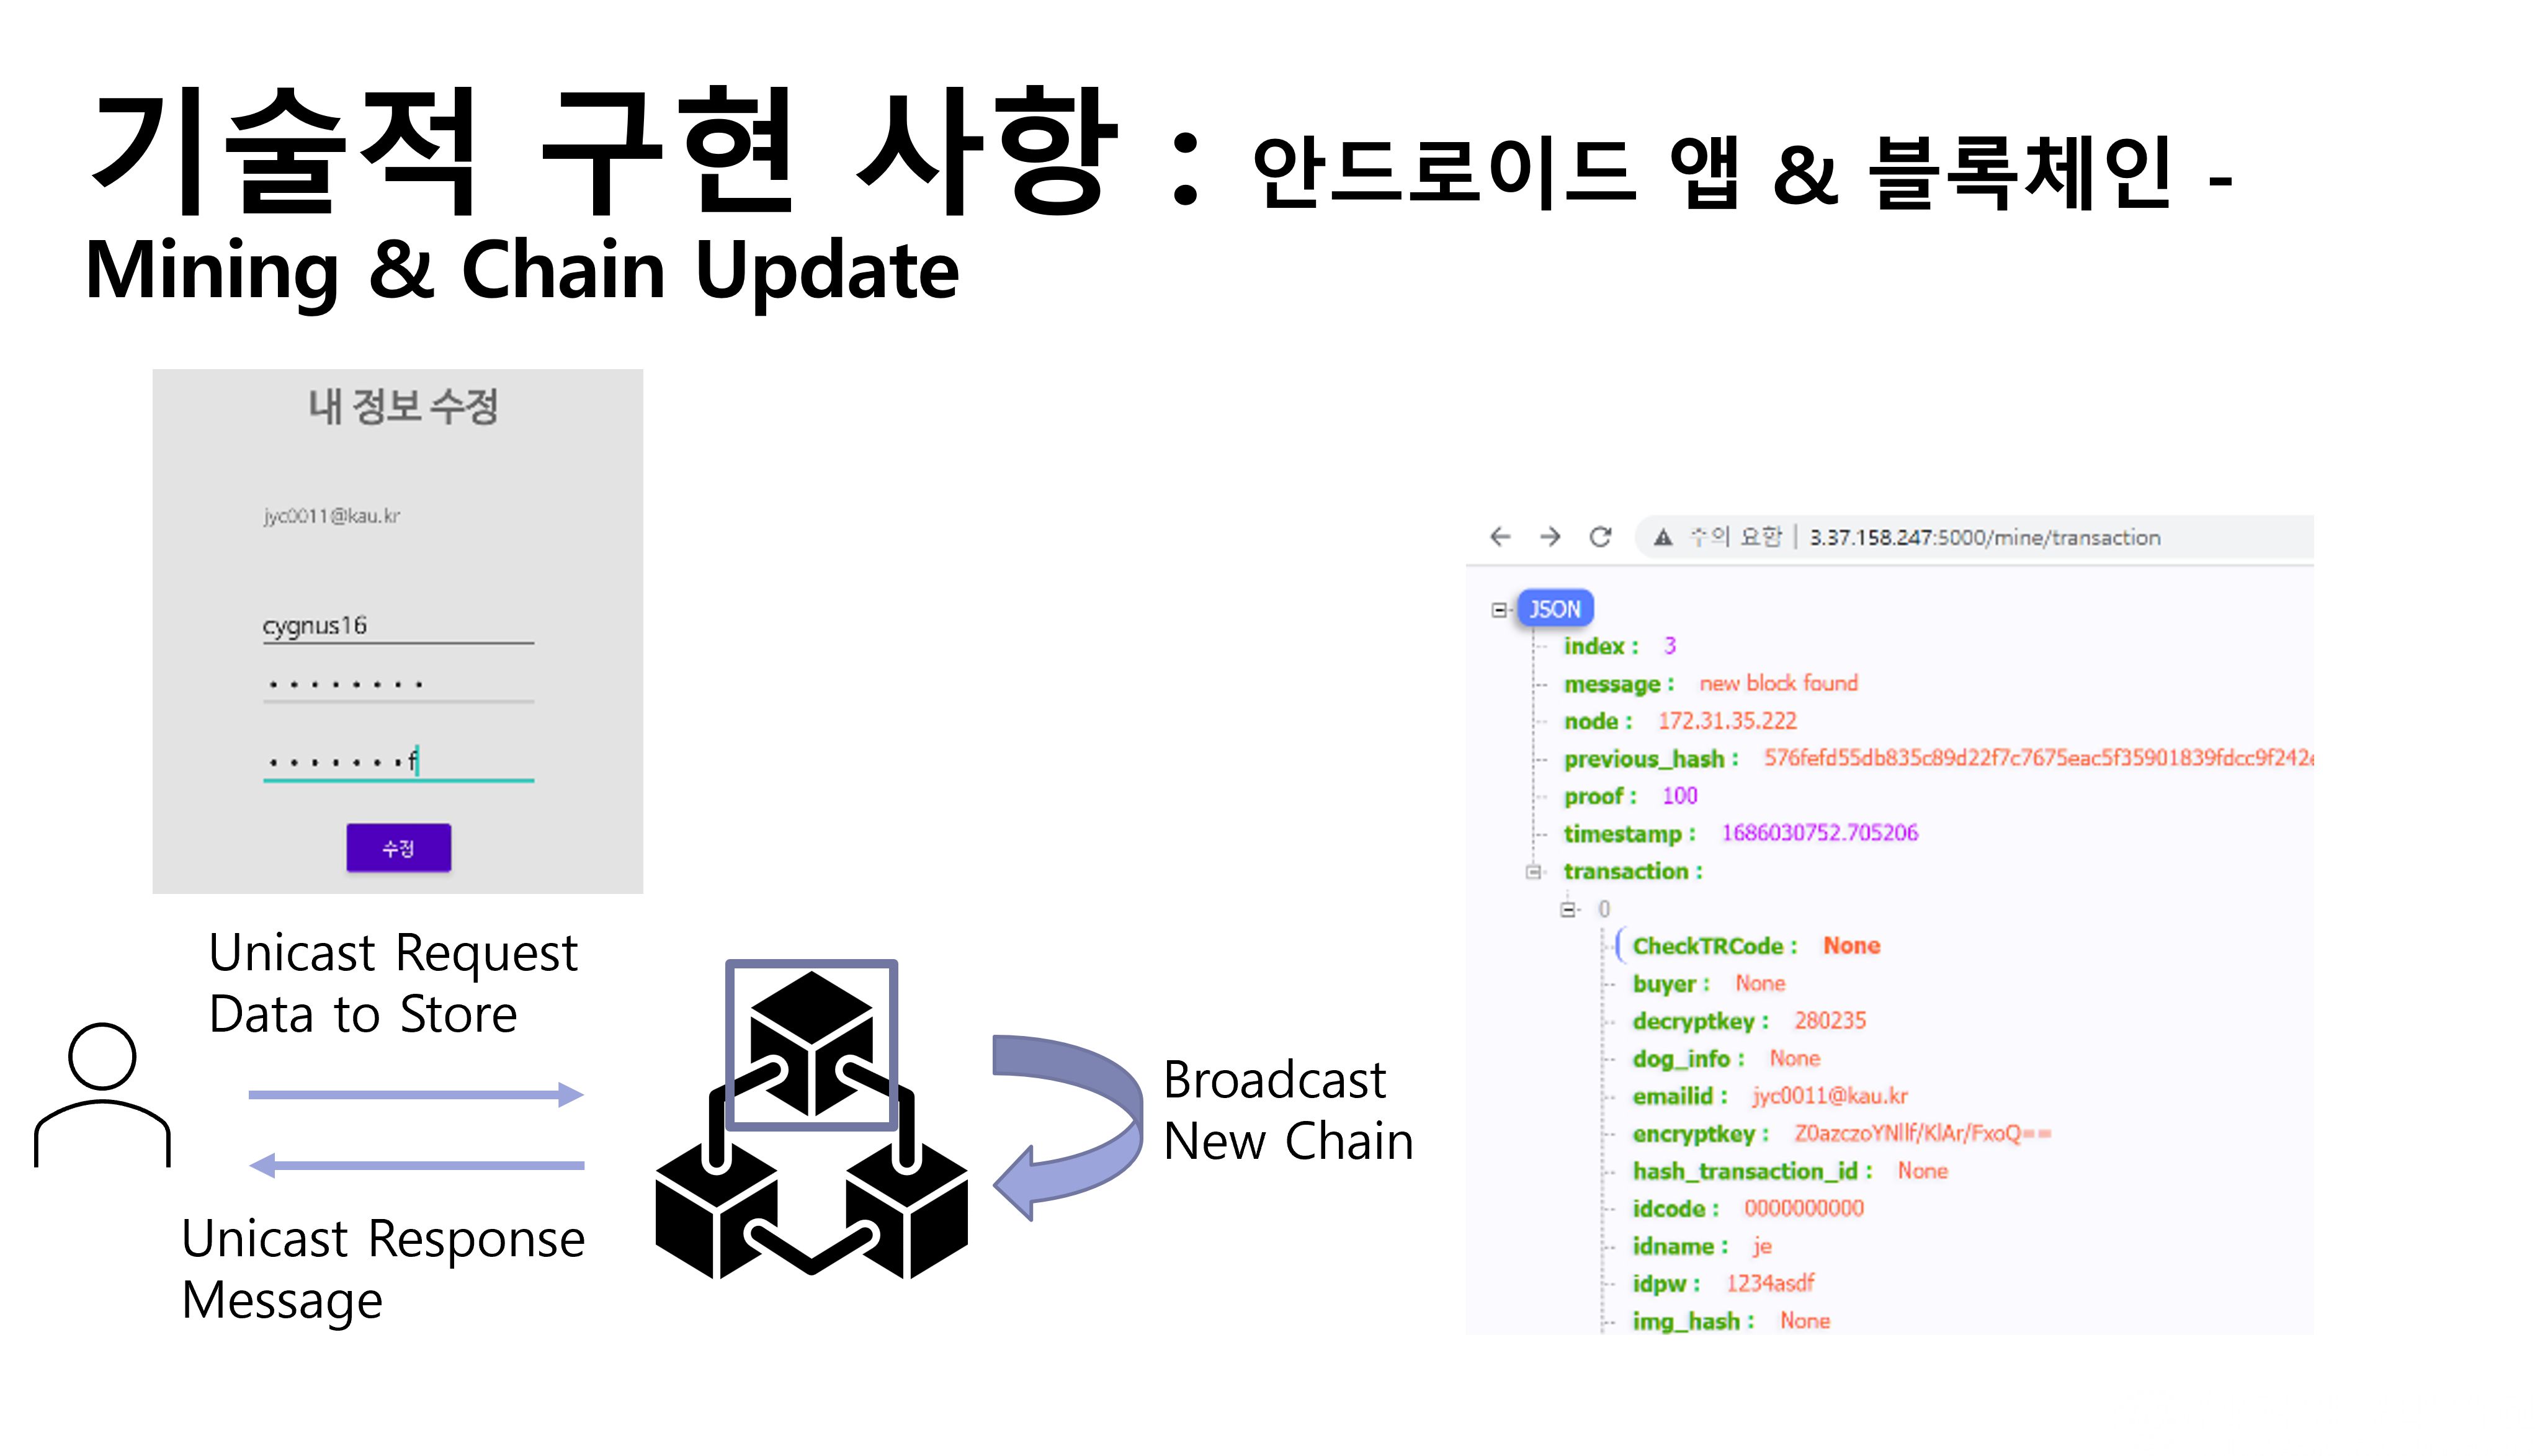 기술적 구현 사항 : 안드로이드 앱 & 블록체인 -
Mining & Chain Update
내 정보 수정
jyc0011@kau.kr
cygnus16
••••••••
•••••••f
수정
Unicast Request
Data to Store
Unicast Response
Message
Broadcast
New Chain
주의 요함 | 3.37.158.247:5000/mine/transaction
JSON
index : 3
message : new block found
node : 172.31.35.222
previous_hash : 576fefd55db835c89d22f7c7675eac5f35901839fdcc9f242
proof : 100
timestamp : 1686030752.705206
transaction :
0
CheckTRCode : None
buyer : None
decryptkey : 280235
dog_info : None
emailid : jyc0011@kau.kr
encryptkey : Z0azczoYNllf/KlAr/FxoQ==
hash_transaction_id : None
idcode : 0000000000
idname : je
idpw : 1234asdf
img_hash : None